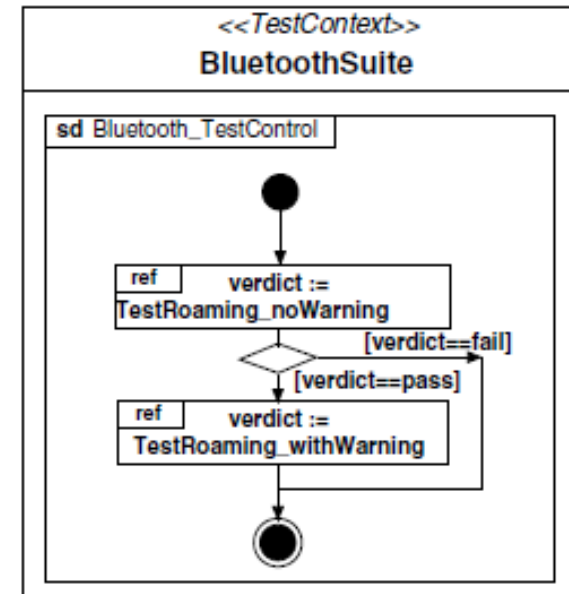 <<TestContext>>
BluetoothSuite
sd Bluetooth_TestControl
ref
verdict :=
TestRoaming_noWarning
[verdict==fail]
[verdict==pass]
ref
verdict :=
TestRoaming_withWarning